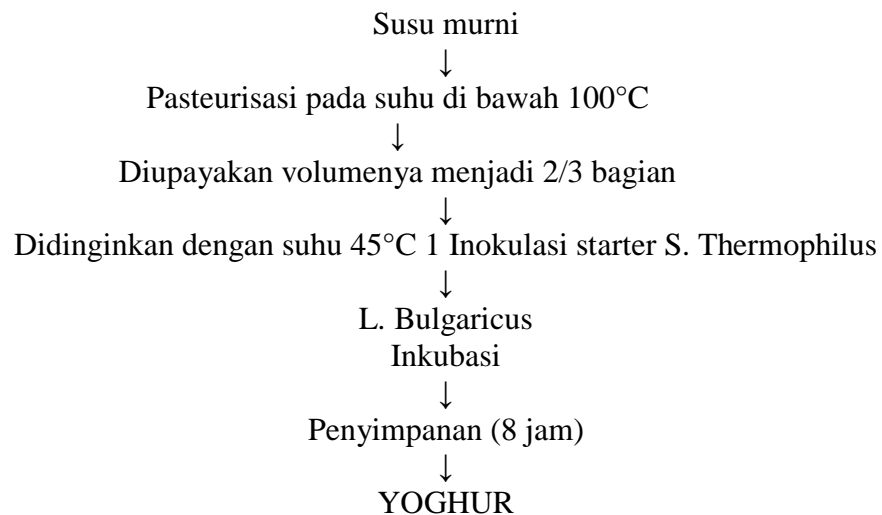 Susu murni
↓
Pasteurisasi pada suhu di bawah 100°C
↓
Diupayakan volumenya menjadi 2/3 bagian
↓
Didinginkan dengan suhu 45°C 1 Inokulasi starter S. Thermophilus
↓
L. Bulgaricus
Inkubasi
↓
Penyimpanan (8 jam)
↓
YOGHUR